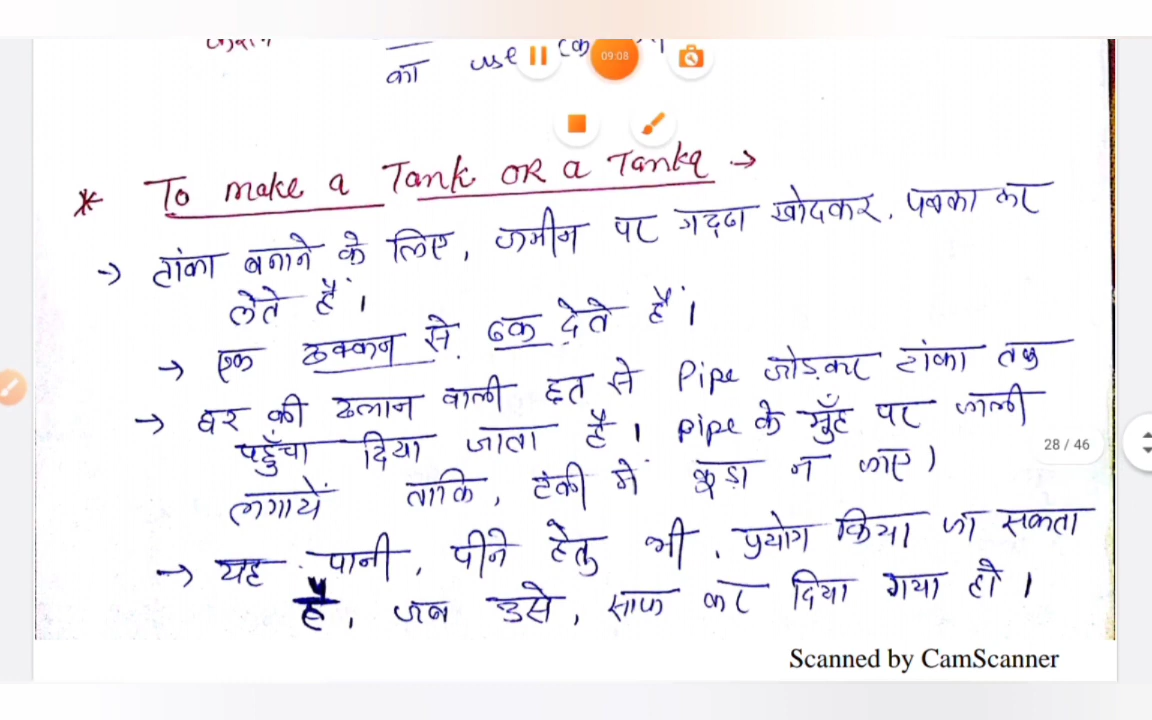 का use
09:08
* To make a Tank OR a Tanka →
→ टांका बनाने के लिए, जमीन पर गड्ढा खोदकर, पक्का कर
लेते हैं।
→ एक ढक्कन से ढक देते हैं।
→ घर की ढलान वाली छत से Pipe जोड़कर टांका तक
पहुँचा दिया जाता है। pipe के मुँह पर जाली
28 / 46
लगायें ताकि, टंकी में कूड़ा न जाए)
→ यह पानी, पीने हेतु भी, प्रयोग किया जा सकता
है, जब उसे, साफ कर दिया गया हो।
Scanned by CamScanner